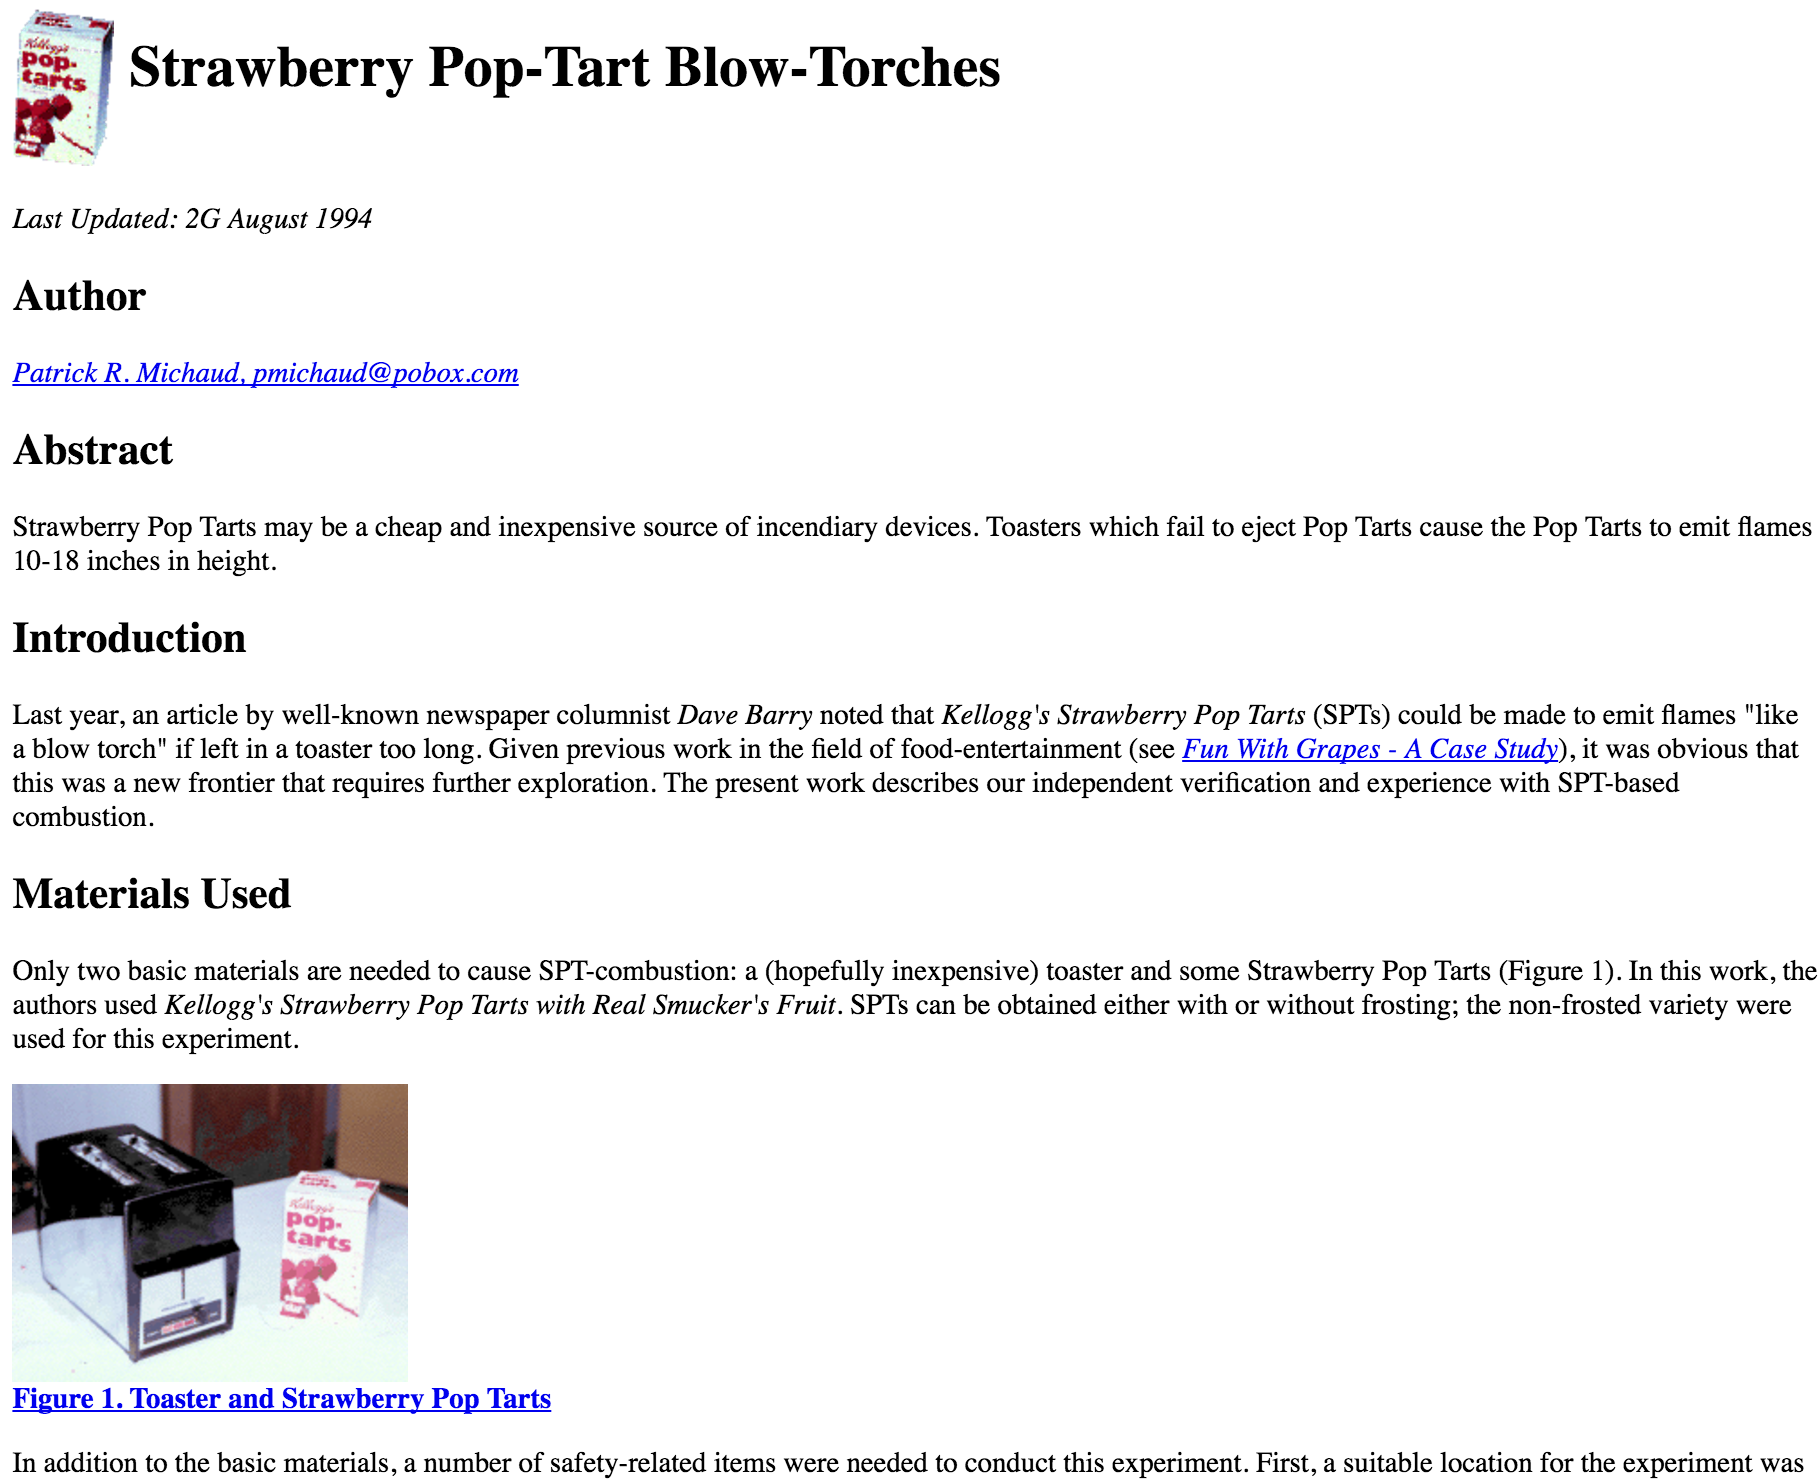 Kellogg's
pop-
tarts
Strawberry Pop-Tart Blow-Torches
Last Updated: 2G August 1994
Author
Patrick R. Michaud, pmichaud@pobox.com
Abstract
Strawberry Pop Tarts may be a cheap and inexpensive source of incendiary devices. Toasters which fail to eject Pop Tarts cause the Pop Tarts to emit flames
10-18 inches in height.
Introduction
Last year, an article by well-known newspaper columnist Dave Barry noted that Kellogg's Strawberry Pop Tarts (SPTs) could be made to emit flames "like
a blow torch" if left in a toaster too long. Given previous work in the field of food-entertainment (see Fun With Grapes - A Case Study), it was obvious that
this was a new frontier that requires further exploration. The present work describes our independent verification and experience with SPT-based
combustion.
Materials Used
Only two basic materials are needed to cause SPT-combustion: a (hopefully inexpensive) toaster and some Strawberry Pop Tarts (Figure 1). In this work, the
authors used Kellogg's Strawberry Pop Tarts with Real Smucker's Fruit. SPTs can be obtained either with or without frosting; the non-frosted variety were
used for this experiment.
tarts
Kellogg's
pop-
tarts
Figure 1. Toaster and Strawberry Pop Tarts
In addition to the basic materials, a number of safety-related items were needed to conduct this experiment. First, a suitable location for the experiment was